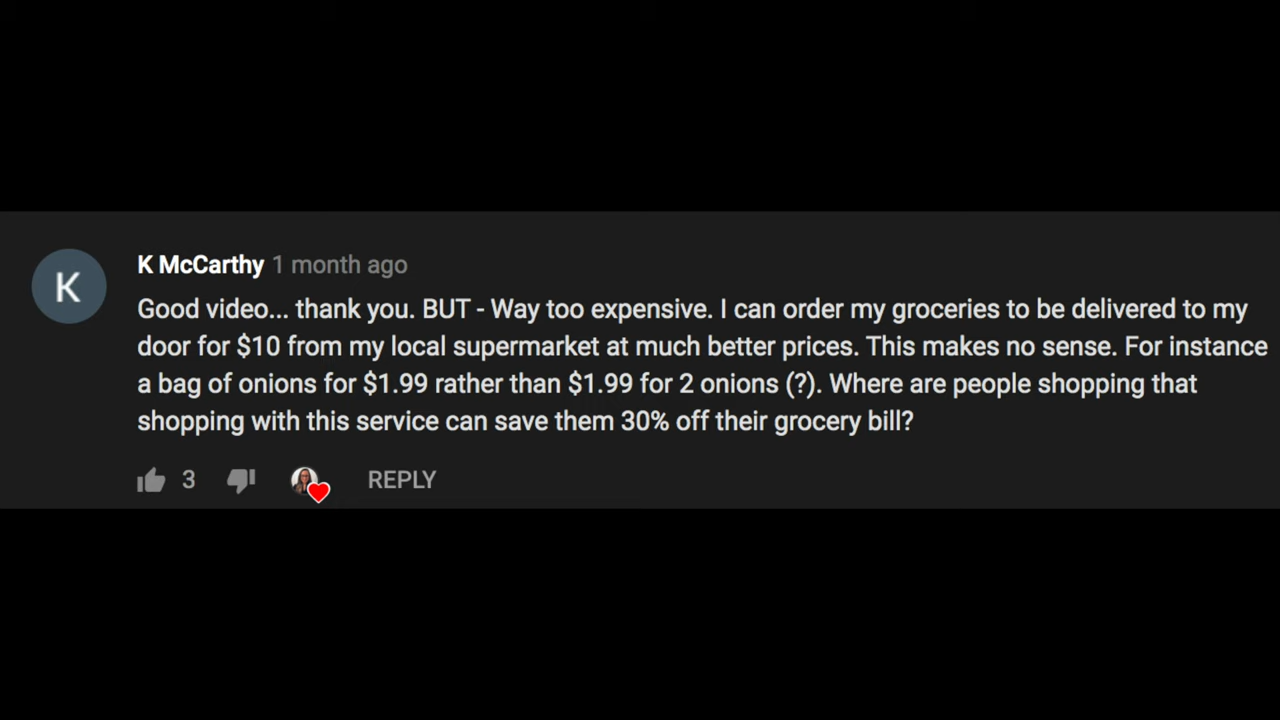 K
K McCarthy 1 month ago
Good video... thank you. BUT - Way too expensive. I can order my groceries to be delivered to my
door for $10 from my local supermarket at much better prices. This makes no sense. For instance
a bag of onions for $1.99 rather than $1.99 for 2 onions (?). Where are people shopping that
shopping with this service can save them 30% off their grocery bill?
3 REPLY